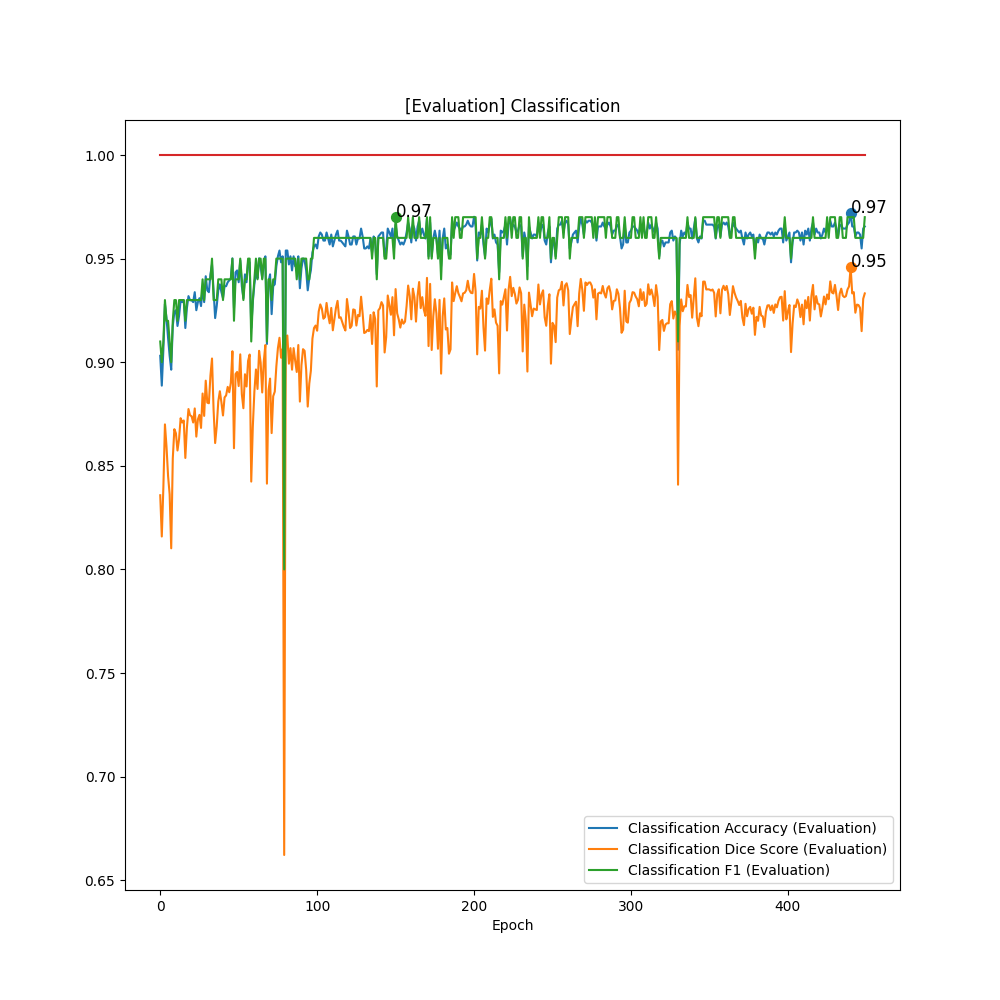 [Evaluation] Classification
1.00
0.97
0.97
0.95
0.95
0.90
0.85
0.80
0.75
0.70
0.65
Classification Accuracy (Evaluation)
Classification Dice Score (Evaluation)
Classification F1 (Evaluation)
0 100 200 300 400
Epoch